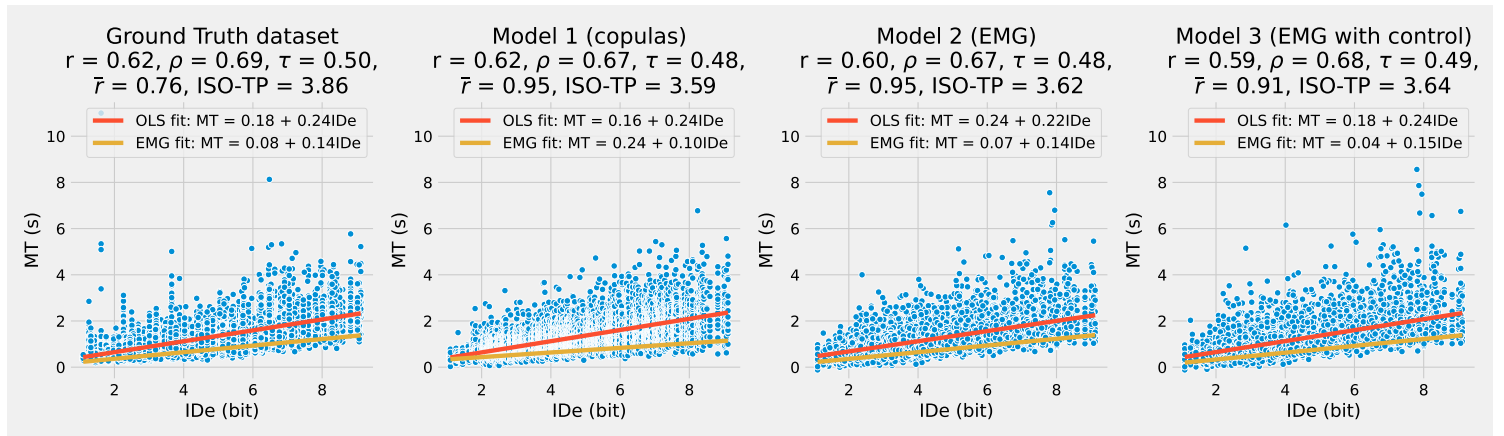 Ground Truth dataset
r = 0.62, ρ = 0.69, τ = 0.50,
r̄ = 0.76, ISO-TP = 3.86
OLS fit: MT = 0.18 + 0.24IDe
EMG fit: MT = 0.08 + 0.14IDe
10
8
6
4
2
0
MT (s)
2 4 6 8
IDe (bit)
Model 1 (copulas)
r = 0.62, ρ = 0.67, τ = 0.48,
r̄ = 0.95, ISO-TP = 3.59
OLS fit: MT = 0.16 + 0.24IDe
EMG fit: MT = 0.24 + 0.10IDe
10
8
6
4
2
0
MT (s)
2 4 6 8
IDe (bit)
Model 2 (EMG)
r = 0.60, ρ = 0.67, τ = 0.48,
r̄ = 0.95, ISO-TP = 3.62
OLS fit: MT = 0.24 + 0.22IDe
EMG fit: MT = 0.07 + 0.14IDe
10
8
6
4
2
0
MT (s)
2 4 6 8
IDe (bit)
Model 3 (EMG with control)
r = 0.59, ρ = 0.68, τ = 0.49,
r̄ = 0.91, ISO-TP = 3.64
OLS fit: MT = 0.18 + 0.24IDe
EMG fit: MT = 0.04 + 0.15IDe
10
8
6
4
2
0
MT (s)
2 4 6 8
IDe (bit)